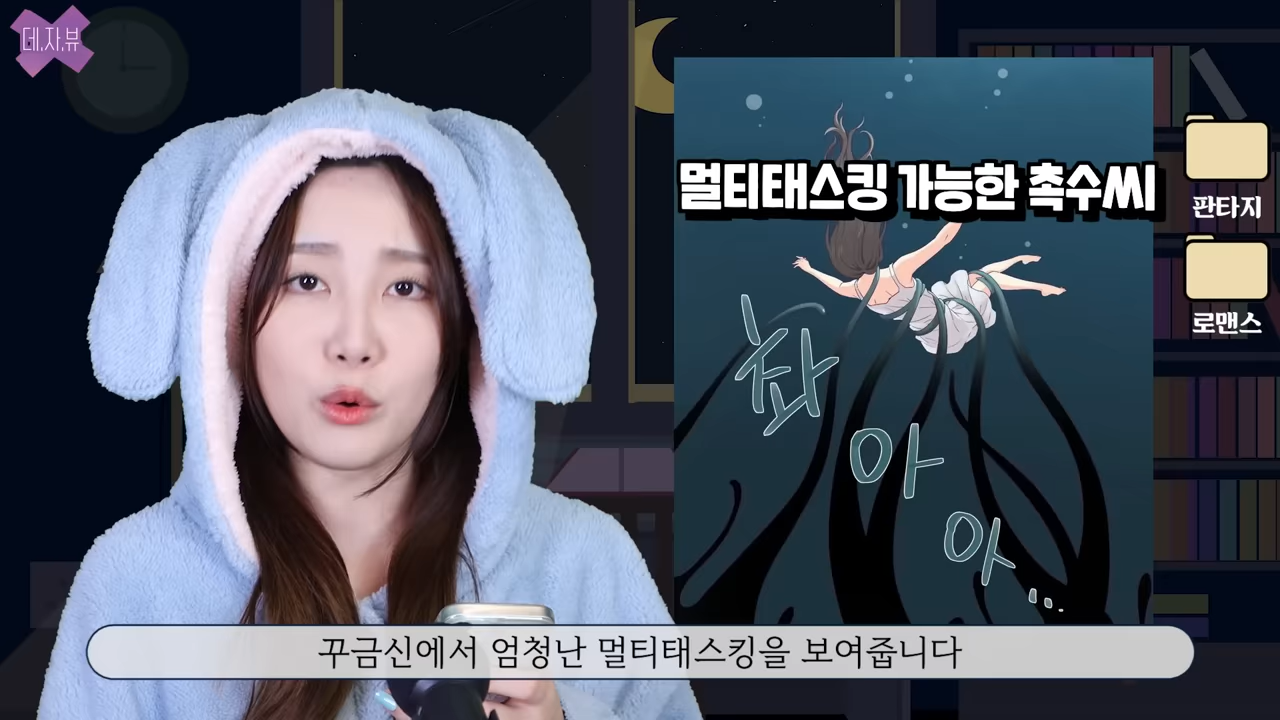 데.자.뷰
멀티태스킹 가능한 촉수씨
판타지
로맨스
촤
아
아
꾸금신에서 엄청난 멀티태스킹을 보여줍니다